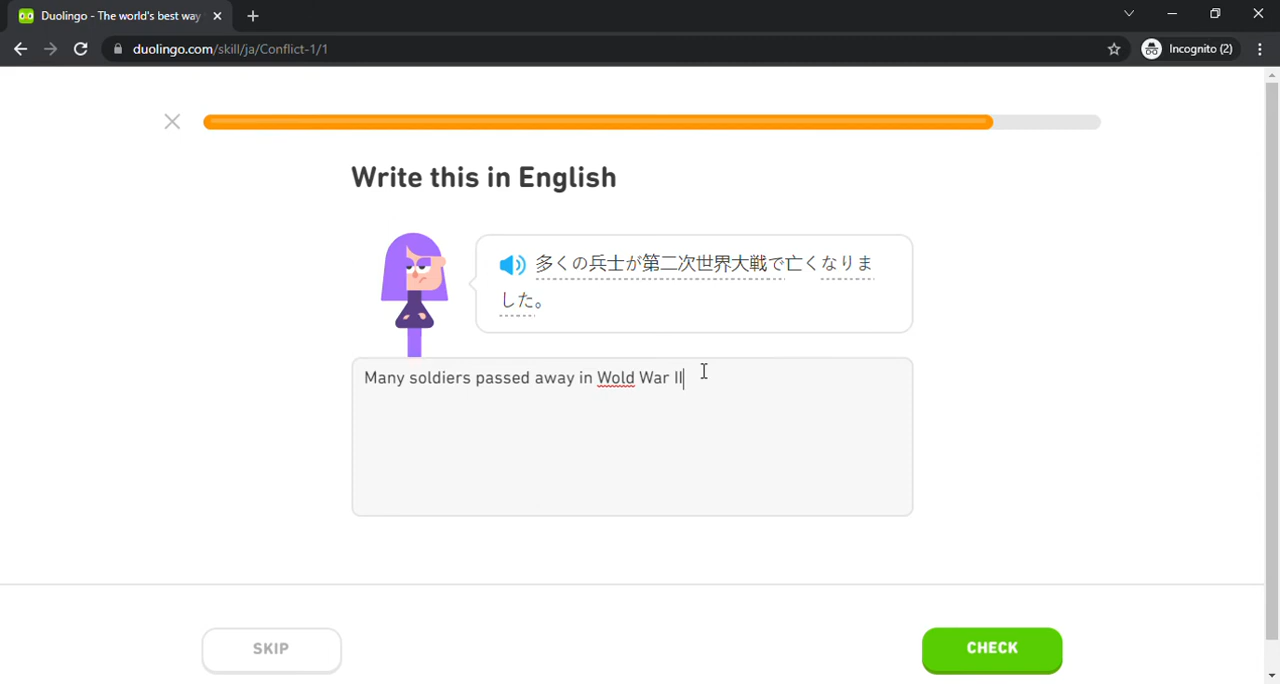 Duolingo - The world's best way
duolingo.com/skill/ja/Conflict-1/1
Incognito (2)
Write this in English
多くの兵士が第二次世界大戦で亡くなりま
した。
Many soldiers passed away in Wold War II
SKIP
CHECK